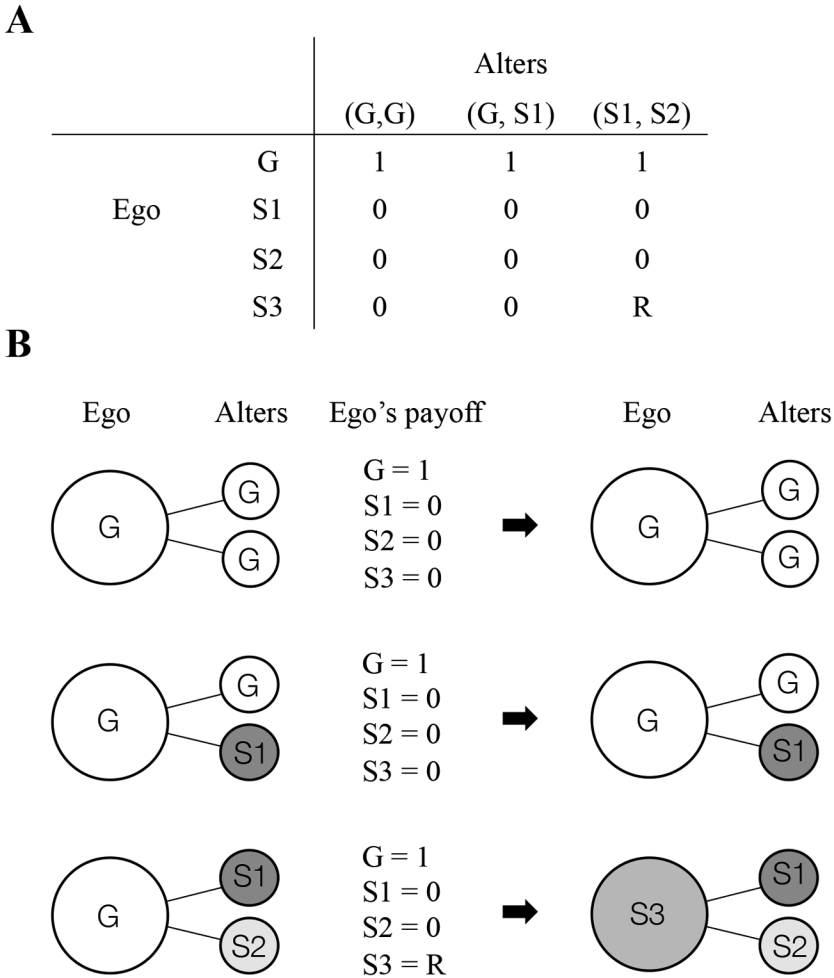 A
Alters
(G,G) (G, S1) (S1, S2)
G 1 1 1
Ego S1 0 0 0
S2 0 0 0
S3 0 0 R
B
Ego Alters Ego’s payoff Ego Alters
G
G
G
G = 1
S1 = 0
S2 = 0
S3 = 0
G
G
G
G
G
S1
G = 1
S1 = 0
S2 = 0
S3 = 0
G
G
S1
G
S1
S2
G = 1
S1 = 0
S2 = 0
S3 = R
S3
S1
S2